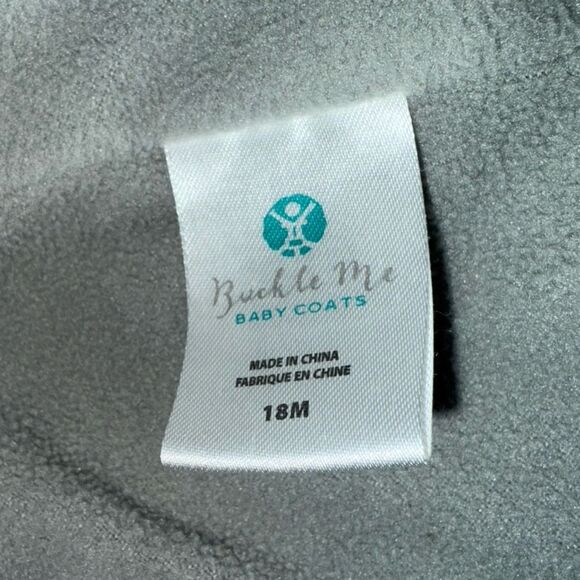 Buckle Me
BABY COATS
MADE IN CHINA
FABRIQUE EN CHINE
18M